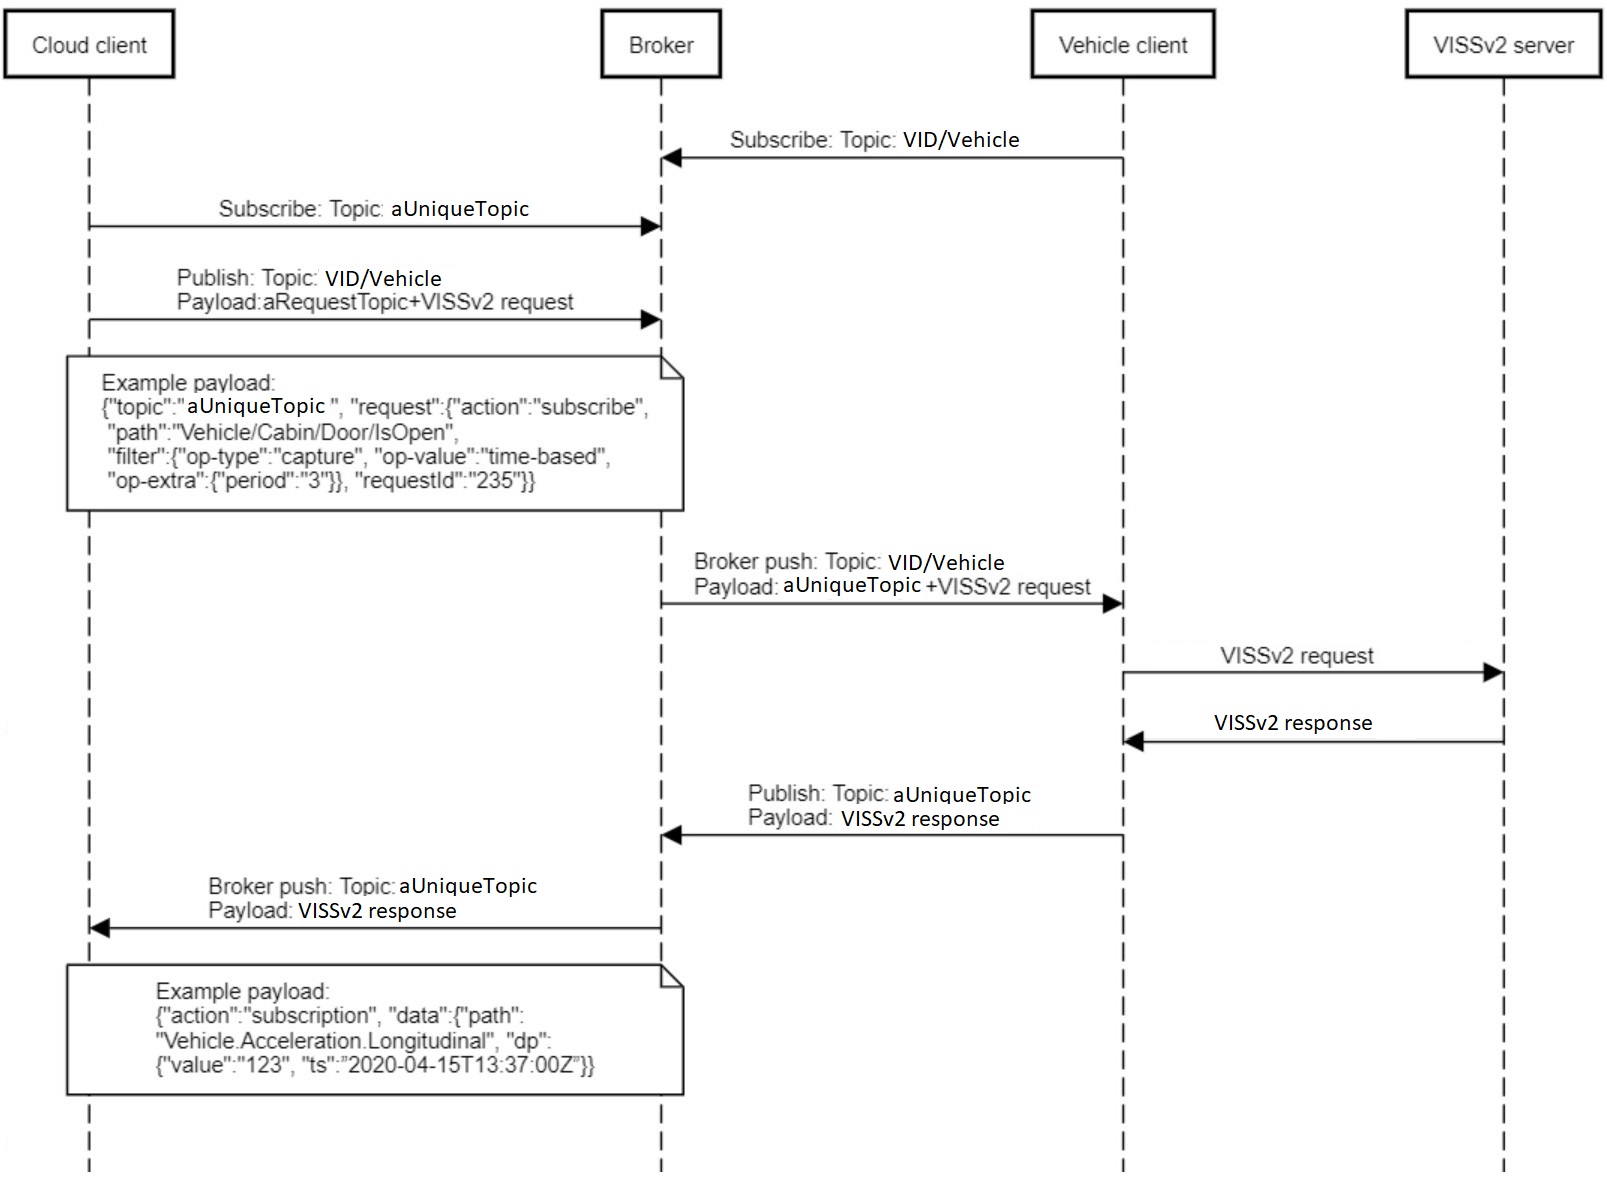 Cloud client
Broker
Vehicle client
VISSv2 server
Subscribe: Topic: VID/Vehicle
Subscribe: Topic: aUniqueTopic
Publish: Topic: VID/Vehicle
Payload:aRequestTopic+VISSv2 request
Example payload:
{"topic":"aUniqueTopic ", "request":{"action":"subscribe",
"path":"Vehicle/Cabin/Door/IsOpen",
"filter":{"op-type":"capture", "op-value":"time-based",
"op-extra":{"period":"3"}}, "requestId":"235"}}
Broker push: Topic: VID/Vehicle
Payload: aUniqueTopic +VISSv2 request
VISSv2 request
VISSv2 response
Publish: Topic: aUniqueTopic
Payload: VISSv2 response
Broker push: Topic: aUniqueTopic
Payload: VISSv2 response
Example payload:
{"action":"subscription", "data":{"path":
"Vehicle.Acceleration.Longitudinal", "dp":
{"value":"123", "ts":”2020-04-15T13:37:00Z”}}